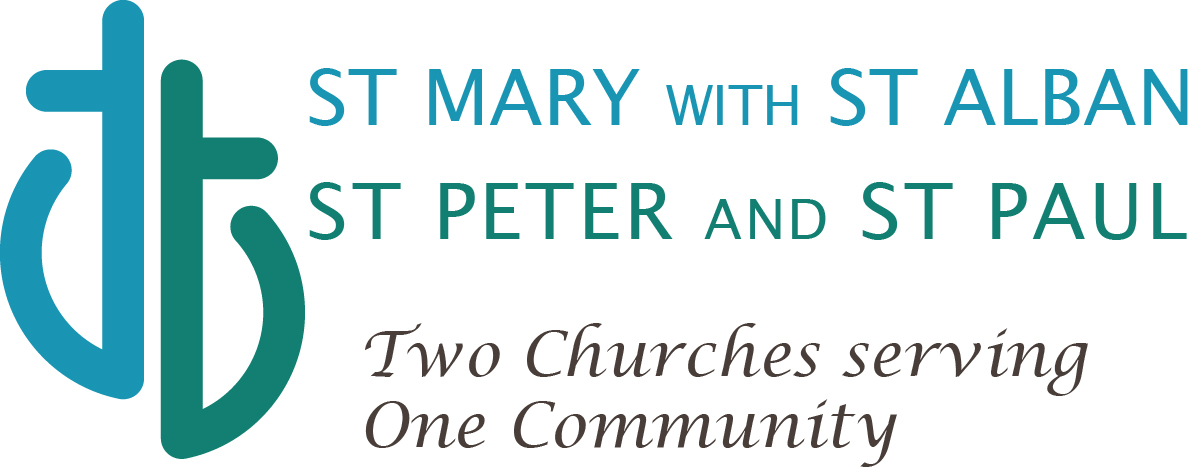 ST MARY WITH ST ALBAN
ST PETER AND ST PAUL
Two Churches serving
One Community